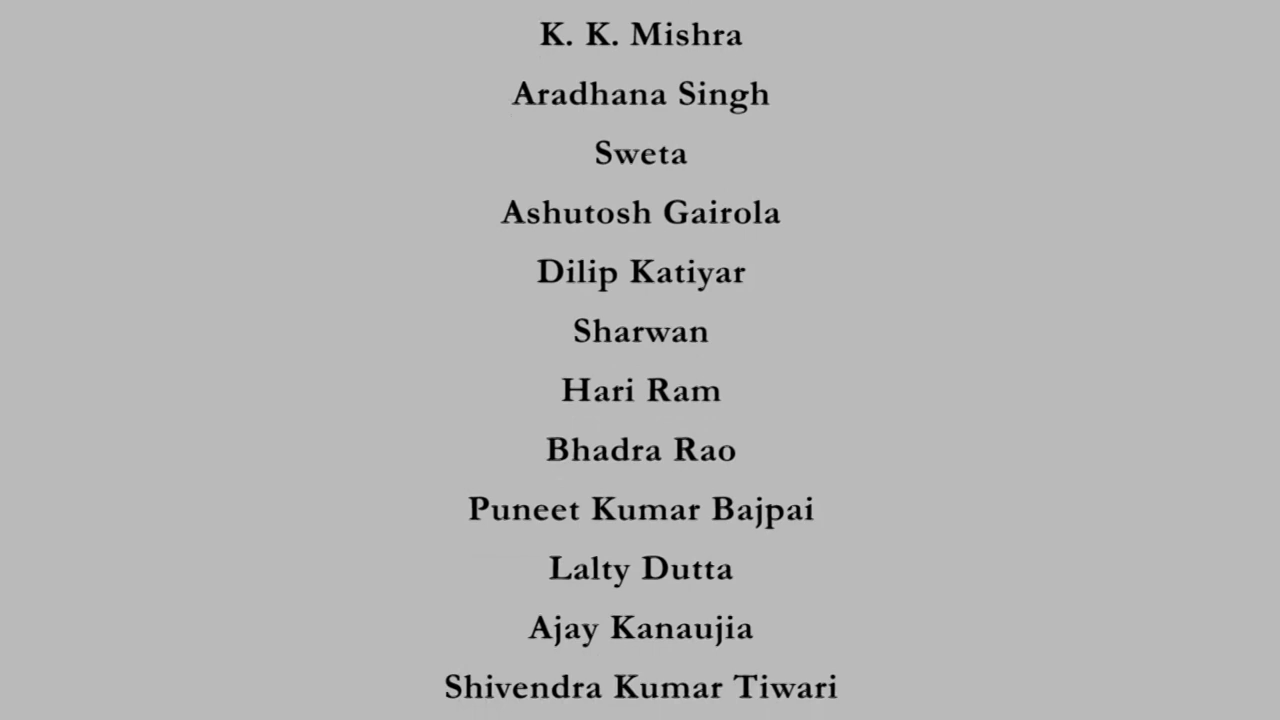 K. K. Mishra
Aradhana Singh
Sweta
Ashutosh Gairola
Dilip Katiyar
Sharwan
Hari Ram
Bhadra Rao
Puneet Kumar Bajpai
Lalty Dutta
Ajay Kanaujia
Shivendra Kumar Tiwari